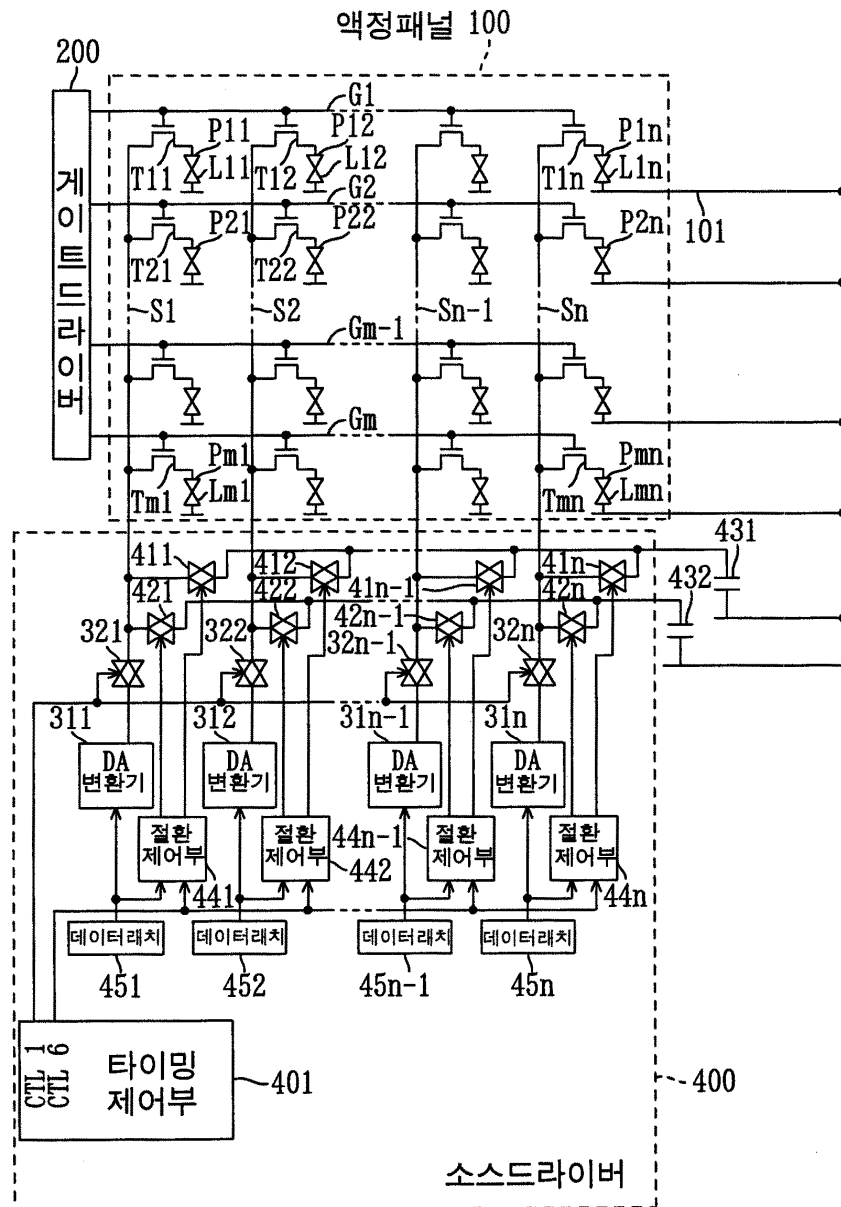 액정패널 100
200
게이트드라이버
G1
P11
P12
P1n
L11
L12
L1n
T11
T12
T1n
G2
101
P21
P22
P2n
T21
T22
S1
S2
Sn-1
Sn
Gm-1
Gm
Pm1
Pmn
Tm1
Lm1
Tmn
Lmn
411
412
41n-1
41n
431
421
422
42n-1
42n
432
321
322
32n-1
32n
311
312
31n-1
31n
DA
변환기
DA
변환기
DA
변환기
DA
변환기
절환
제어부
절환
제어부
44n-1
절환
제어부
절환
제어부
441
442
44n
데이터래치
데이터래치
데이터래치
데이터래치
451
452
45n-1
45n
CTL 1
CTL 6
타이밍
제어부
401
400
소스드라이버